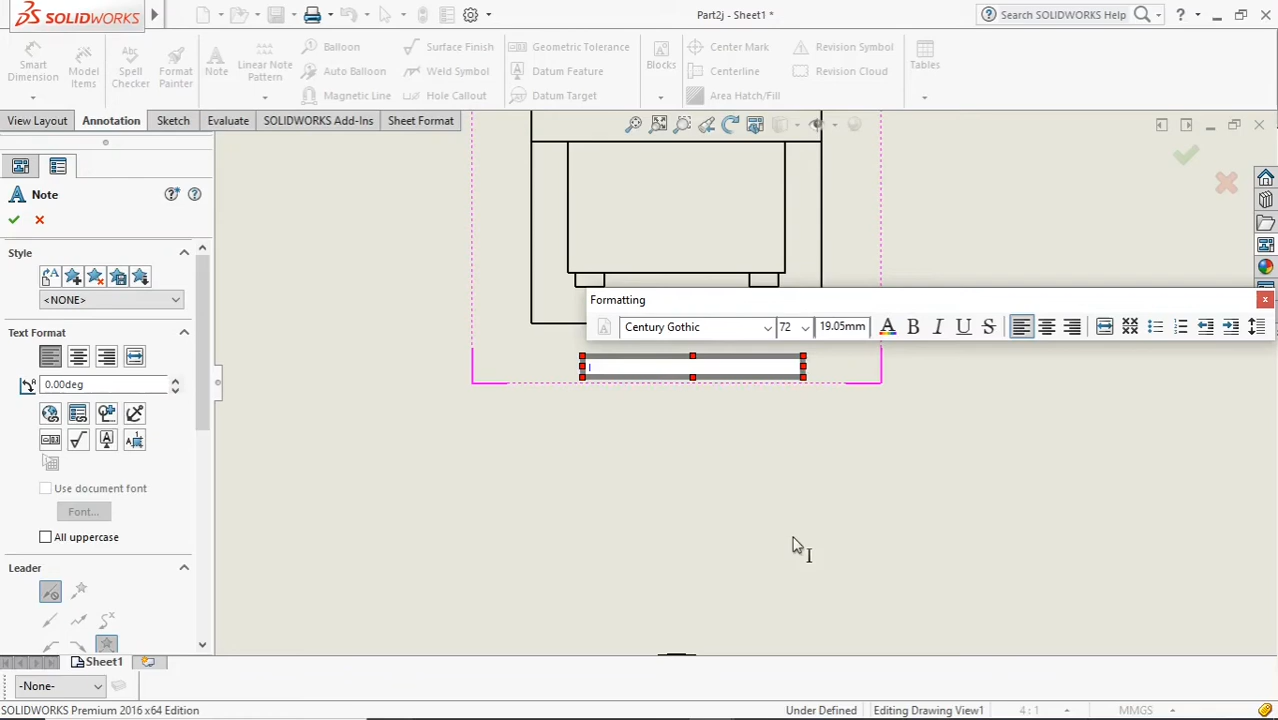 SOLIDWORKS
Part2j - Sheet1 *
Search SOLIDWORKS Help
Smart Dimension
Model Items
Spell Checker
Format Painter
Note
Linear Note Pattern
Balloon
Auto Balloon
Magnetic Line
Surface Finish
Weld Symbol
Hole Callout
Geometric Tolerance
Datum Feature
Datum Target
Blocks
Center Mark
Centerline
Area Hatch/Fill
Revision Symbol
Revision Cloud
Tables
View Layout
Annotation
Sketch
Evaluate
SOLIDWORKS Add-Ins
Sheet Format
Note
Style
<NONE>
Text Format
0.00deg
Use document font
Font...
All uppercase
Leader
Formatting
Century Gothic
72
19.05mm
Sheet1
-None-
SOLIDWORKS Premium 2016 x64 Edition
Under Defined
Editing Drawing View1
4 : 1
MMGS